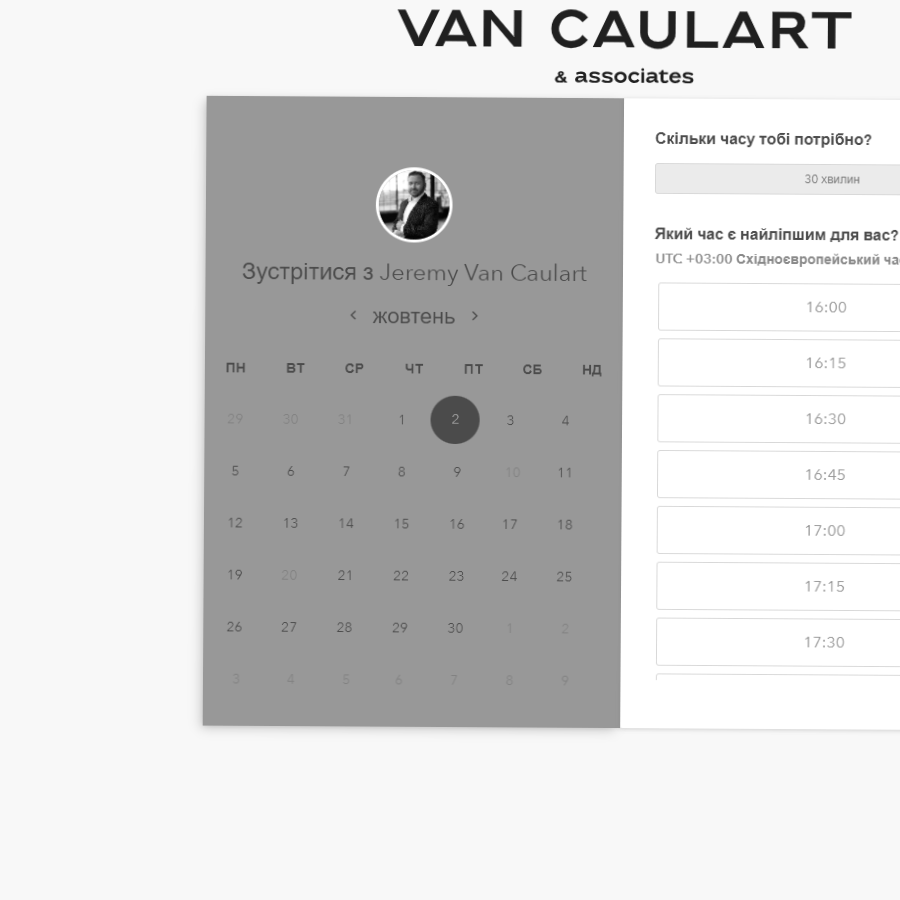 VAN CAULART
& associates
Зустрітися з Jeremy Van Caulart
жовтень
ПН ВТ СР ЧТ ПТ СБ НД
29 30 31 1 2 3 4
5 6 7 8 9 10 11
12 13 14 15 16 17 18
19 20 21 22 23 24 25
26 27 28 29 30 1 2
3 4 5 6 7 8 9
Скільки часу тобі потрібно?
30 хвилин
Який час є найліпшим для вас?
UTC +03:00 Східноєвропейський
16:00
16:15
16:30
16:45
17:00
17:15
17:30